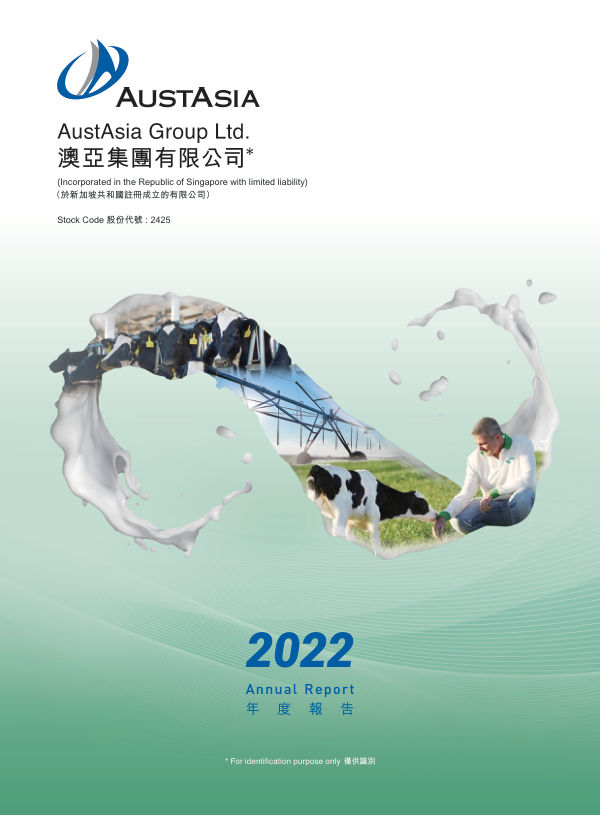 AUSTASIA
AustAsia Group Ltd.
澳亞集團有限公司*
(Incorporated in the Republic of Singapore with limited liability)
（於新加坡共和國註冊成立的有限公司）
Stock Code 股份代號 : 2425
2022
Annual Report
年度報告
* For identification purpose only 僅供識別